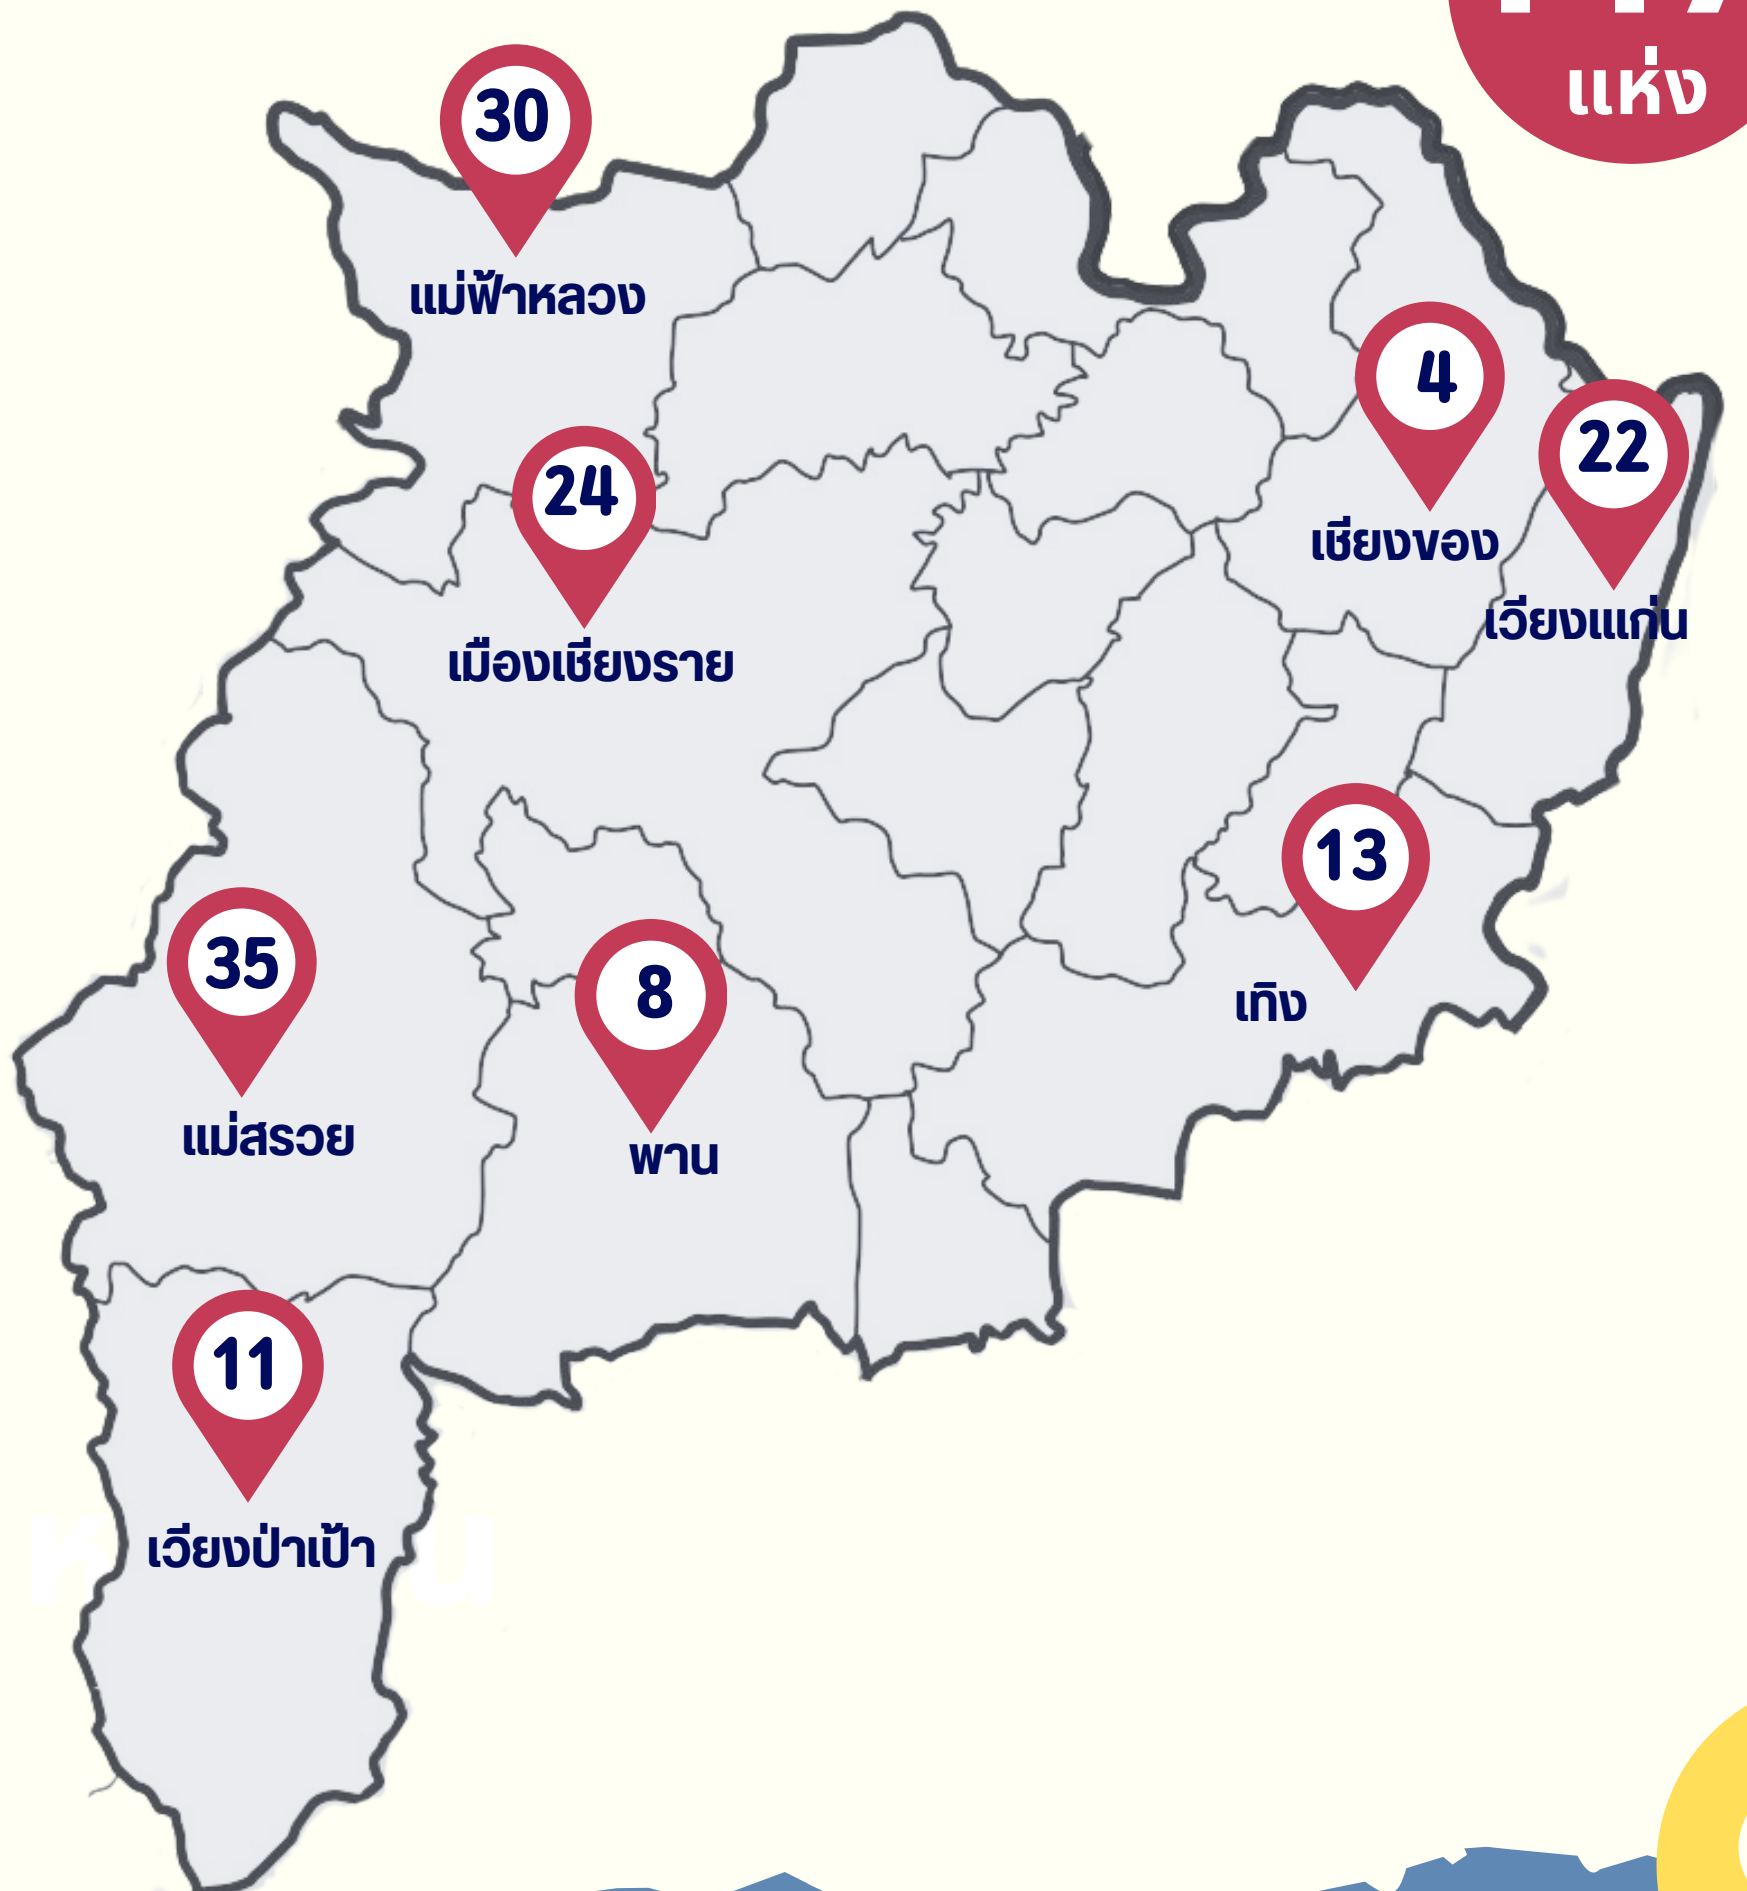 แห่ง
30
แม่ฟ้าหลวง
4
เชียงของ
22
เวียงแก่น
24
เมืองเชียงราย
13
เทิง
35
แม่สรวย
8
พาน
11
เวียงป่าเป้า